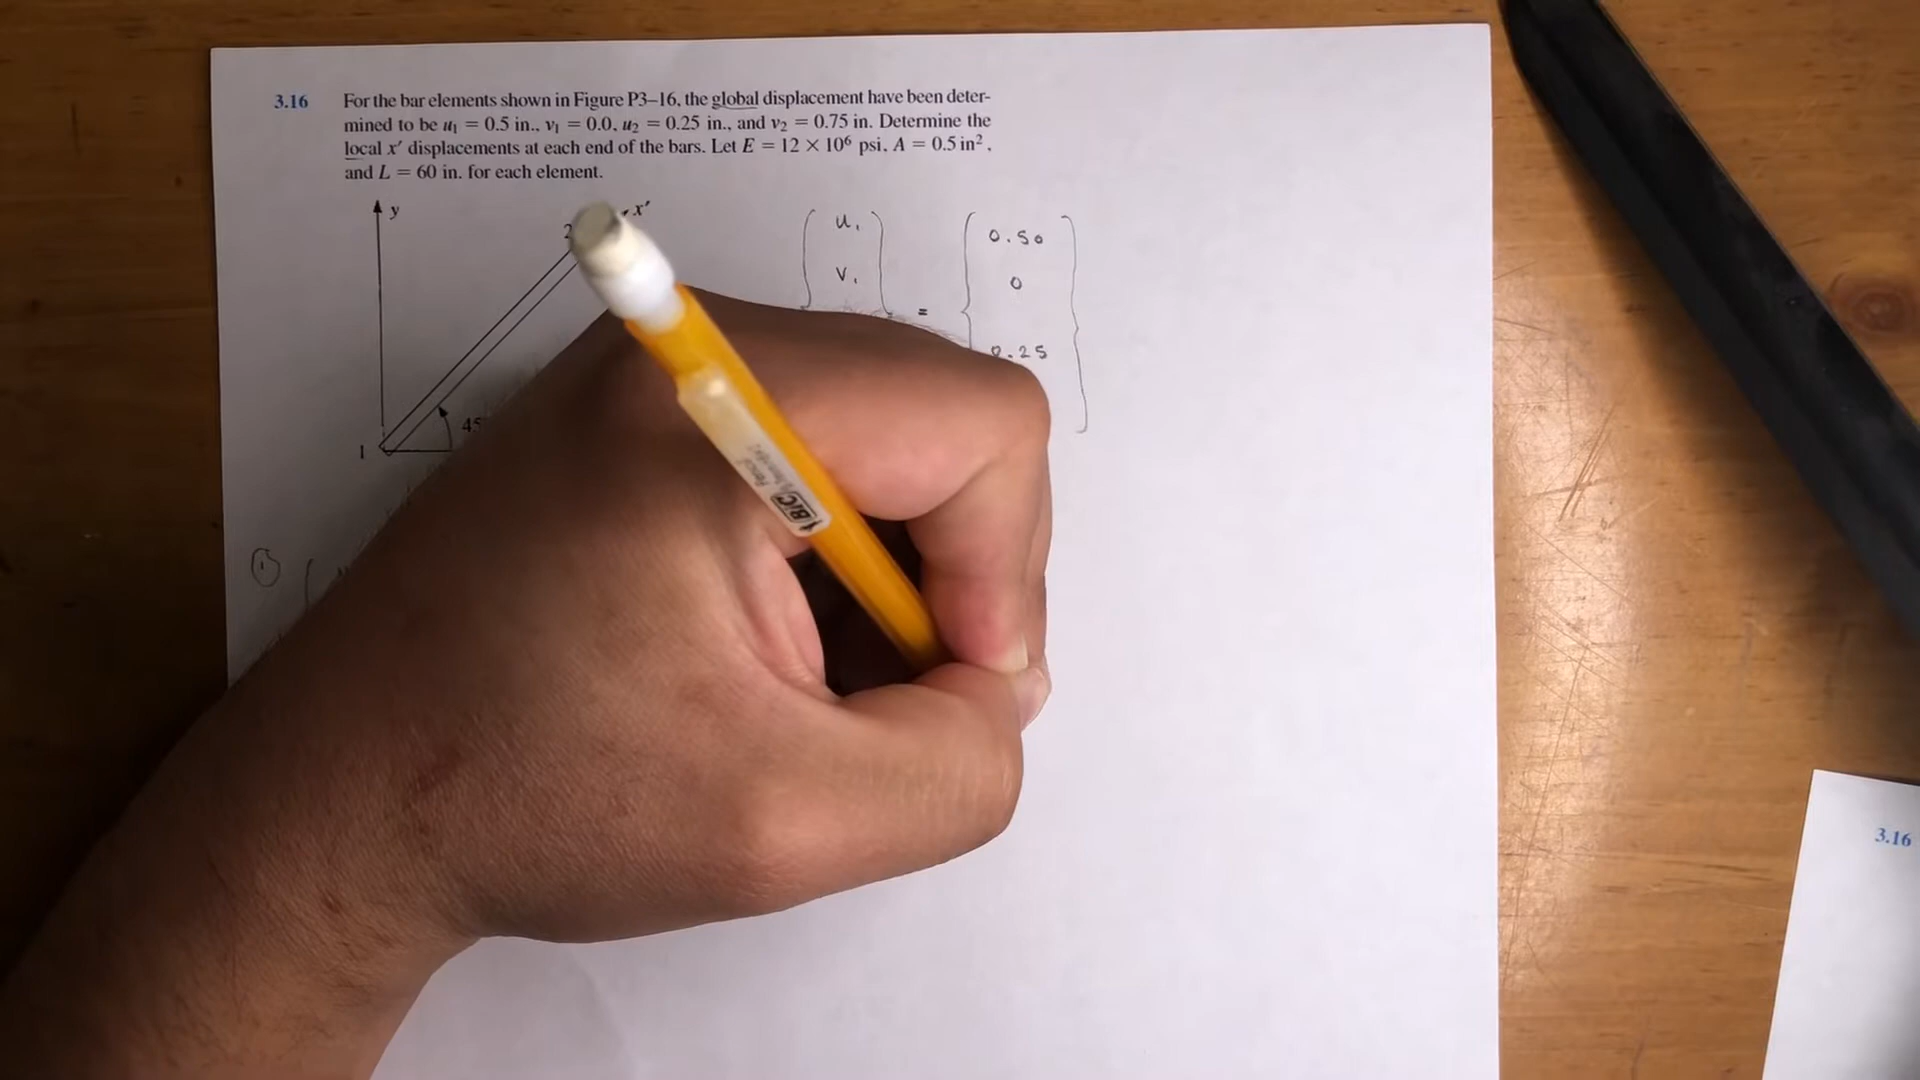 3.16 For the bar elements shown in Figure P3–16, the global displacement have been deter-
mined to be u₁ = 0.5 in., v₁ = 0.0, u₂ = 0.25 in., and v₂ = 0.75 in. Determine the
local x′ displacements at each end of the bars. Let E = 12 × 10⁶ psi, A = 0.5 in²,
and L = 60 in. for each element.
y
2
x′
1
45
u₁
v₁
=
0.50
0
0.25
①
BIC
Pencil
3.16